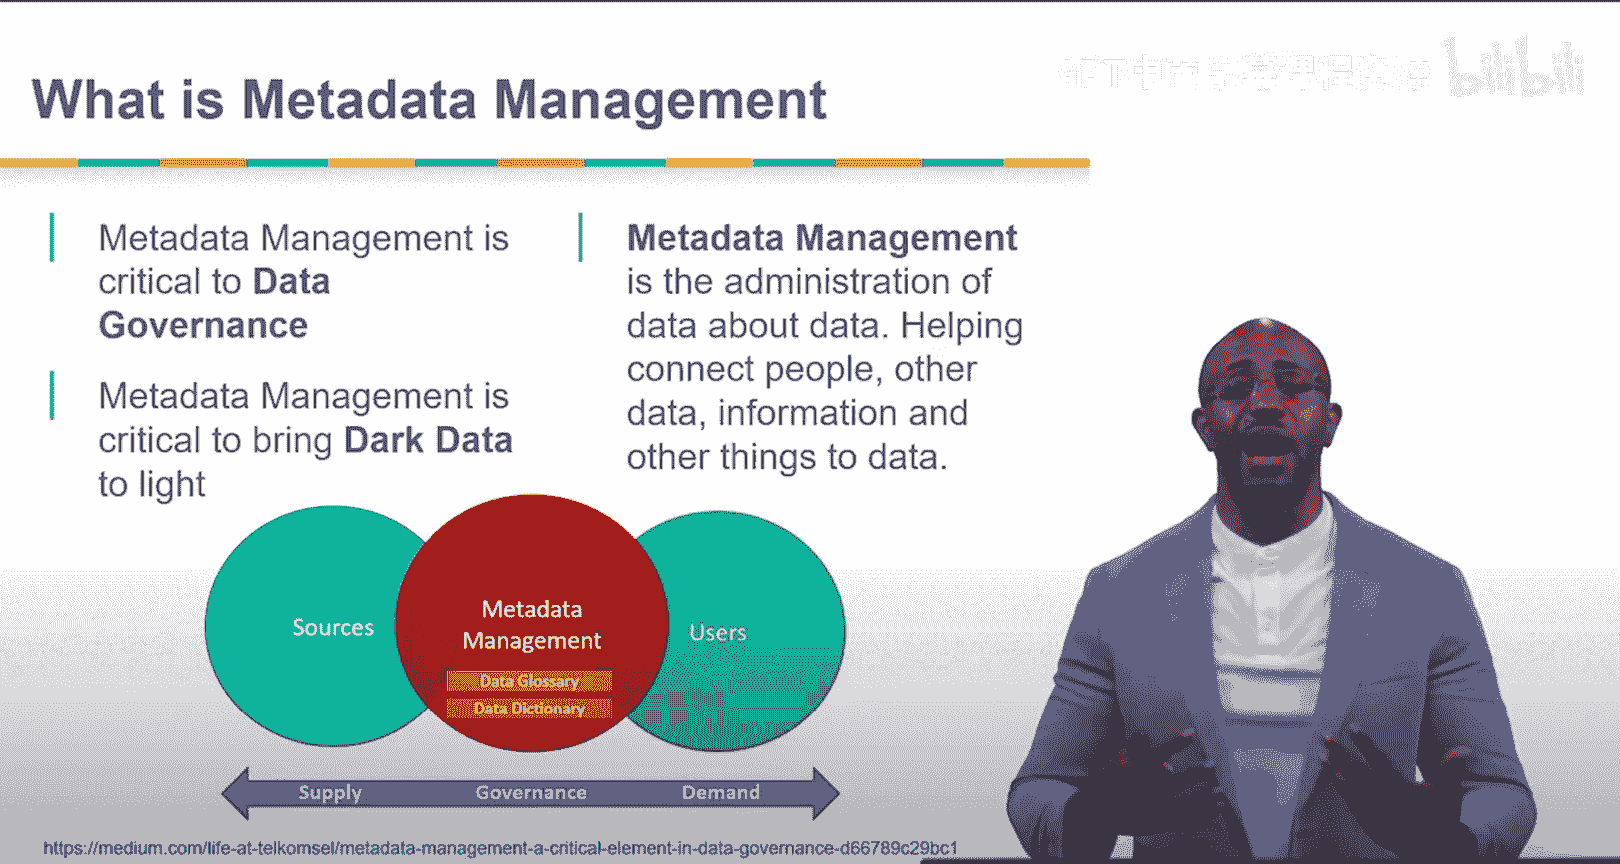 What is Metadata Management
bilibili
Metadata Management is
critical to Data
Governance
Metadata Management is
critical to bring Dark Data
to light
Metadata Management
is the administration of
data about data. Helping
connect people, other
data, information and
other things to data.
Sources
Metadata
Management
Data Glossary
Data Dictionary
Users
Supply
Governance
Demand
https://medium.com/life-at-telkomsel/metadata-management-a-critical-element-in-data-governance-d66789c29bc1